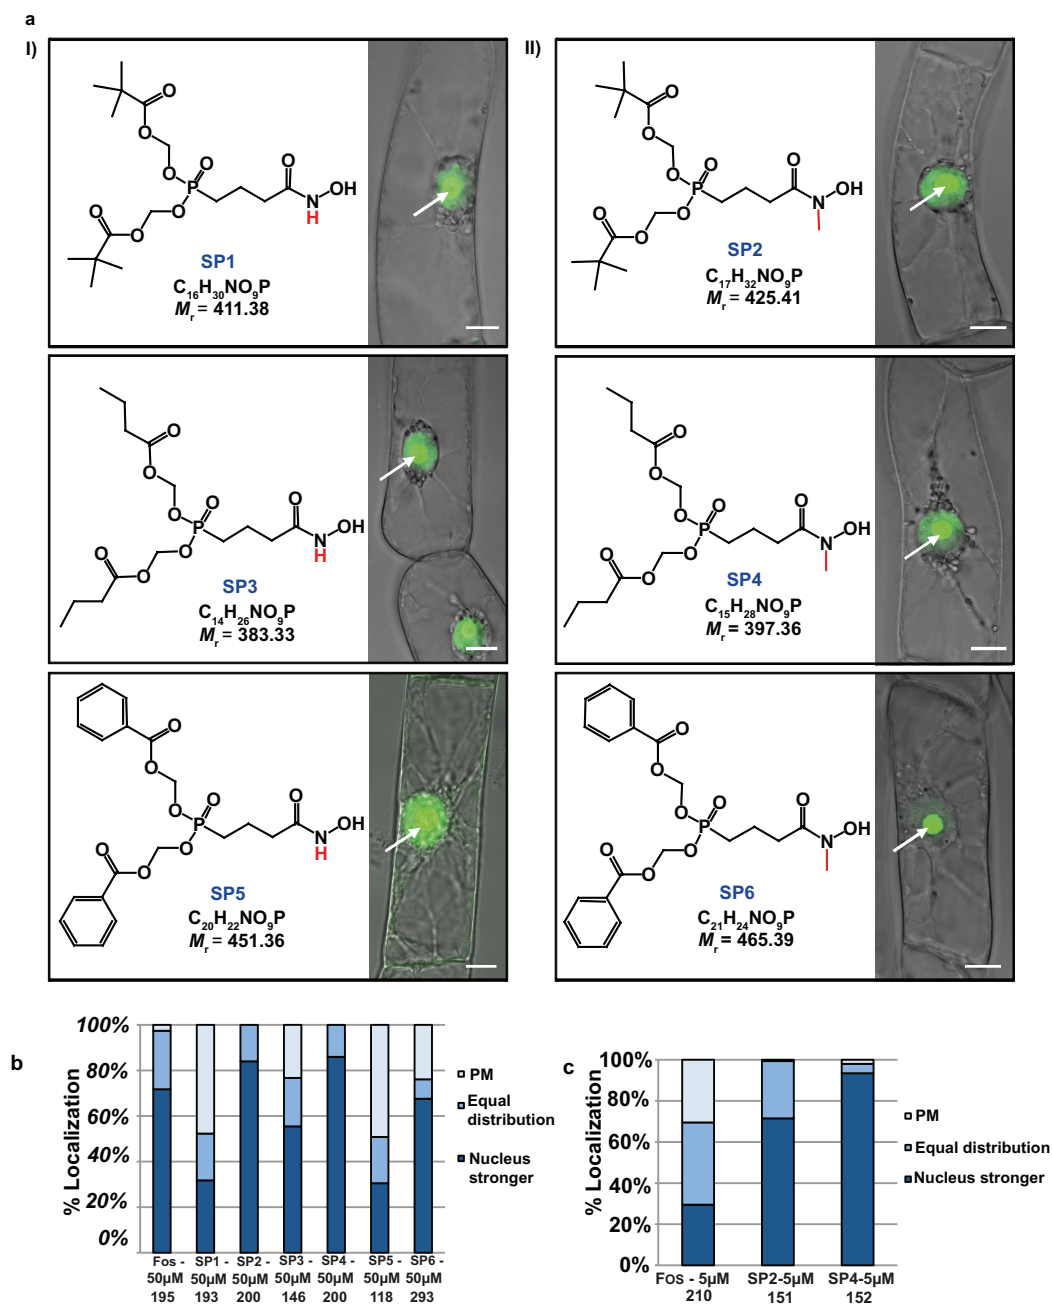 a
I)
II)
O
O
O
O
P
O
O
O
N
H
OH
O
O
SP1
C16H30NO9P
Mr = 411.38
O
O
O
O
P
O
O
N
OH
O
O
SP2
C17H32NO9P
Mr = 425.41
O
O
O
O
P
O
O
N
H
OH
O
O
SP3
C14H26NO9P
Mr = 383.33
O
O
O
O
P
O
O
N
OH
O
O
SP4
C15H28NO9P
Mr = 397.36
O
O
O
O
P
O
O
N
H
OH
O
O
SP5
C20H22NO9P
Mr = 451.36
O
O
O
O
P
O
O
N
OH
O
O
SP6
C21H24NO9P
Mr = 465.39
b
% Localization
100%
80%
60%
40%
20%
0%
PM
Equal
distribution
Nucleus
stronger
Fos - SP1 - SP2 - SP3 - SP4 - SP5 - SP6 -
50µM 50µM 50µM 50µM 50µM 50µM 50µM
195 193 200 146 200 118 293
c
% Localization
100%
80%
60%
40%
20%
0%
PM
Equal distribution
Nucleus stronger
Fos - 5µM SP2-5µM SP4-5µM
210 151 152